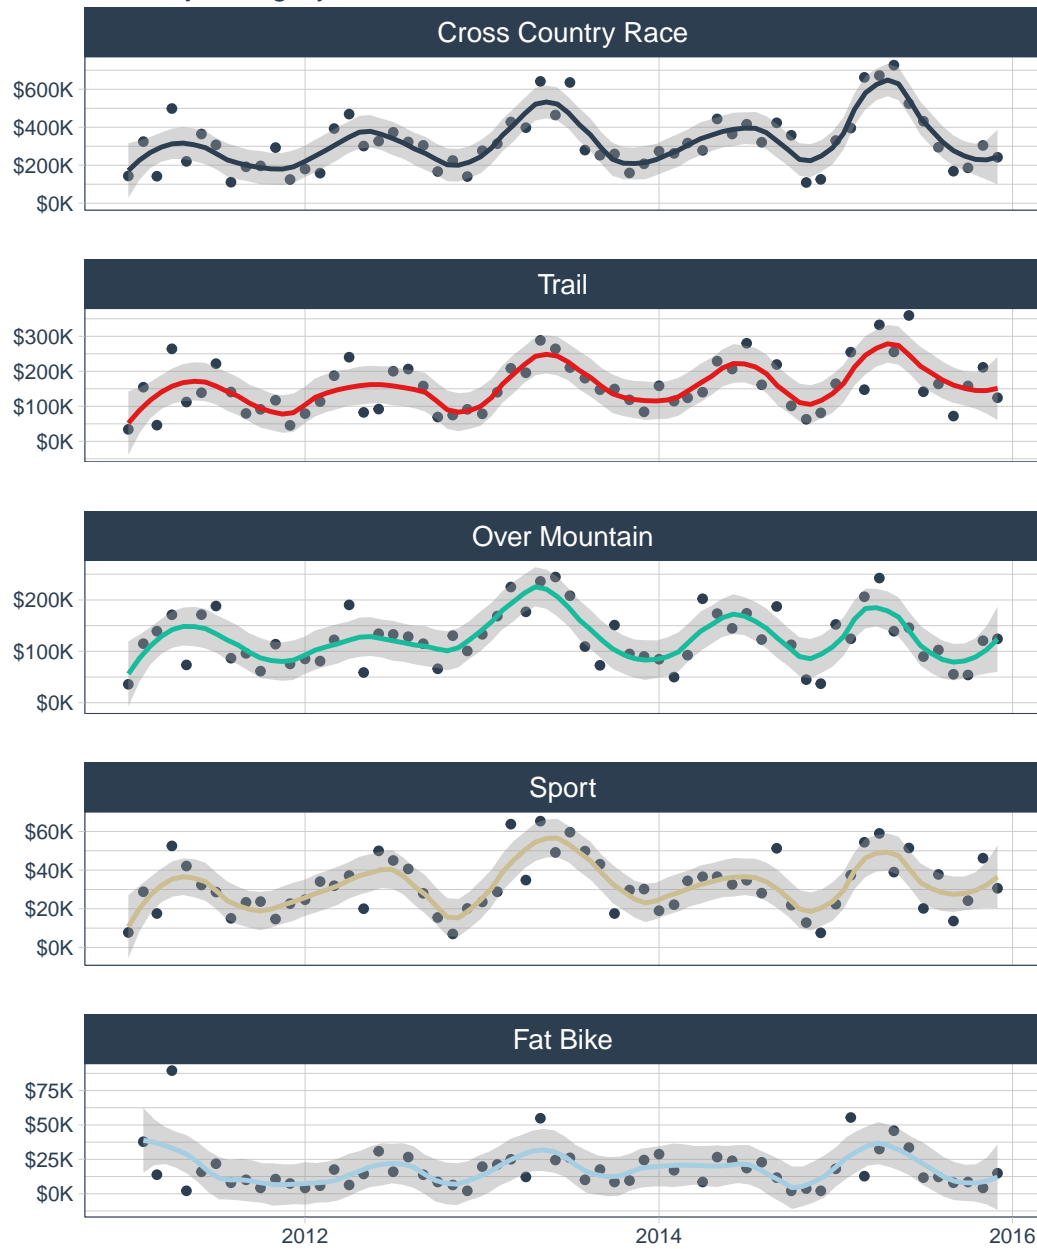 Cross Country Race
$600K
$400K
$200K
$0K
Trail
$300K
$200K
$100K
$0K
Over Mountain
$200K
$100K
$0K
Sport
$60K
$40K
$20K
$0K
Fat Bike
$75K
$50K
$25K
$0K
2012 2014 2016